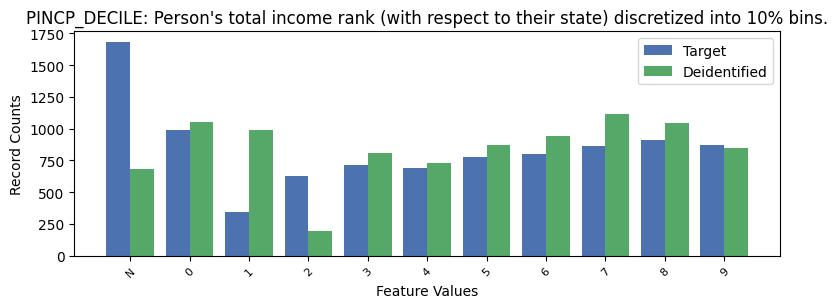 PINCP_DECILE: Person's total income rank (with respect to their state) discretized into 10% bins.
1750
1500
1250
1000
750
500
250
0
Record Counts
Target
Deidentified
N 0 1 2 3 4 5 6 7 8 9
Feature Values